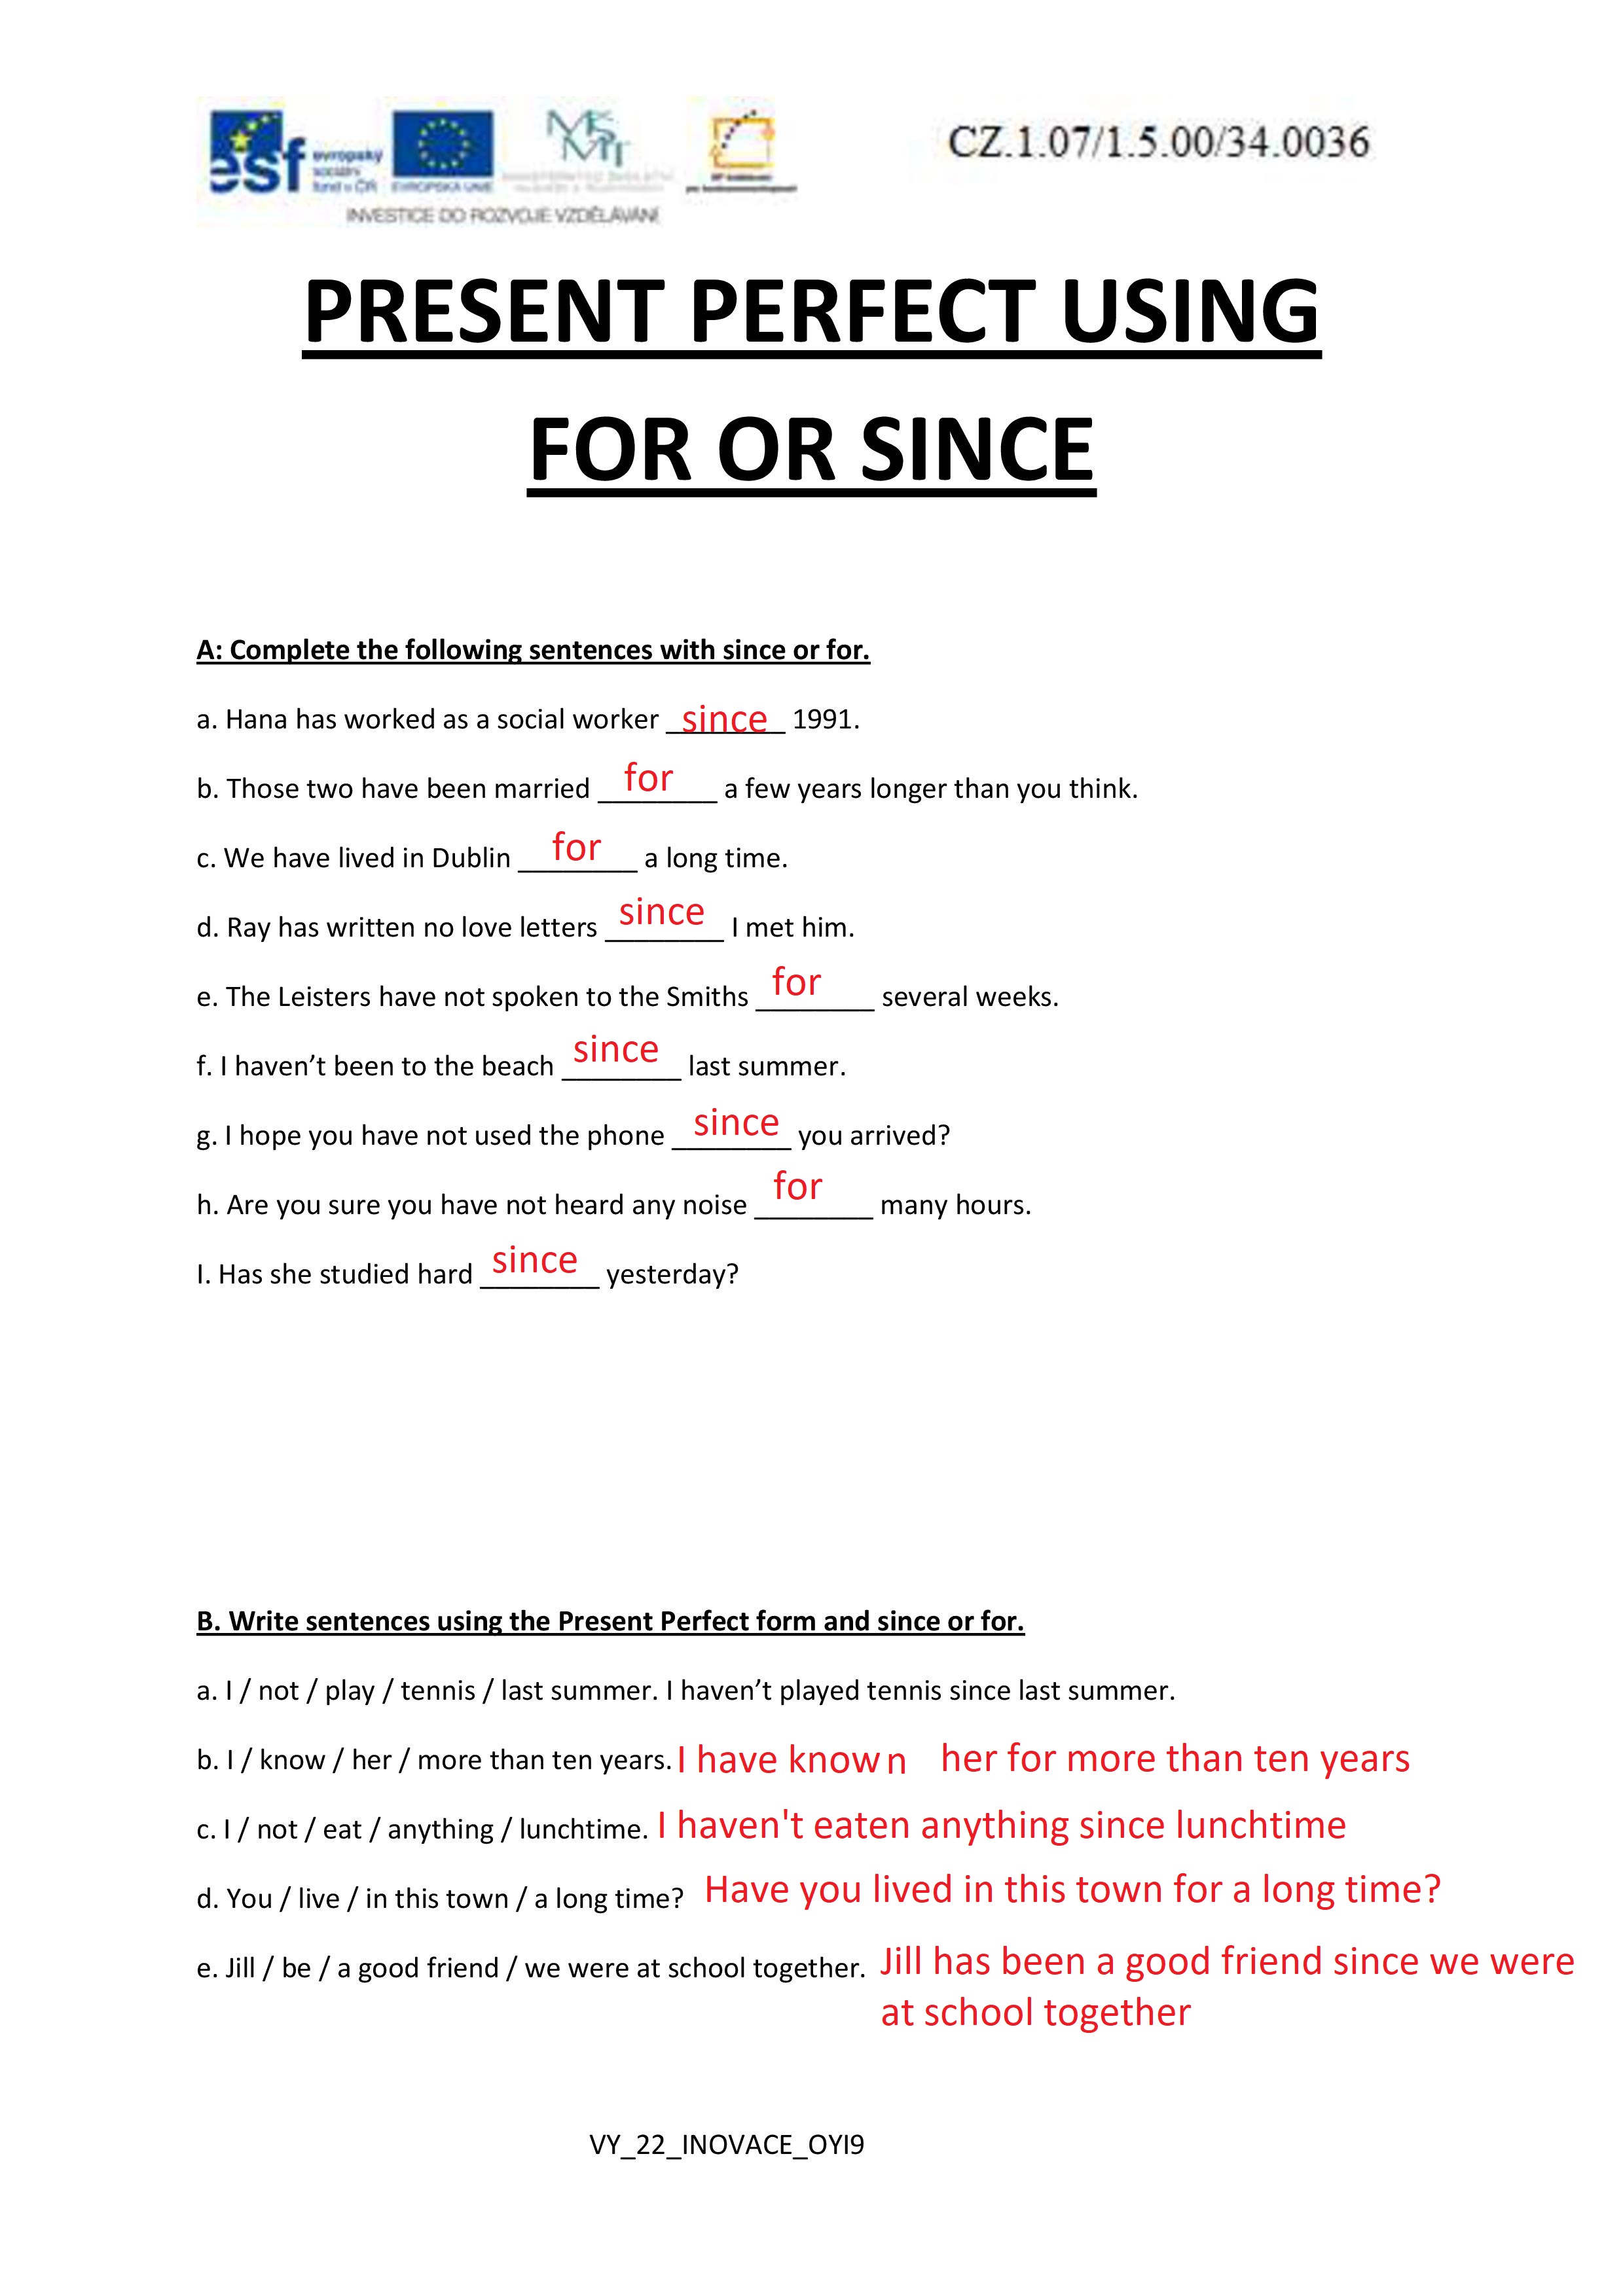 esf evropský sociální fond v ČR EVROPSKÁ UNIE
INVESTICE DO ROZVOJE VZDĚLÁVÁNÍ
CZ.1.07/1.5.00/34.0036
PRESENT PERFECT USING
FOR OR SINCE
A: Complete the following sentences with since or for.
a. Hana has worked as a social worker since 1991.
b. Those two have been married for a few years longer than you think.
c. We have lived in Dublin for a long time.
d. Ray has written no love letters since I met him.
e. The Leisters have not spoken to the Smiths for several weeks.
f. I haven’t been to the beach since last summer.
g. I hope you have not used the phone since you arrived?
h. Are you sure you have not heard any noise for many hours.
I. Has she studied hard since yesterday?
B. Write sentences using the Present Perfect form and since or for.
a. I / not / play / tennis / last summer. I haven’t played tennis since last summer.
b. I / know / her / more than ten years. I have known her for more than ten years
c. I / not / eat / anything / lunchtime. I haven't eaten anything since lunchtime
d. You / live / in this town / a long time? Have you lived in this town for a long time?
e. Jill / be / a good friend / we were at school together. Jill has been a good friend since we were
at school together
VY_22_INOVACE_OYI9